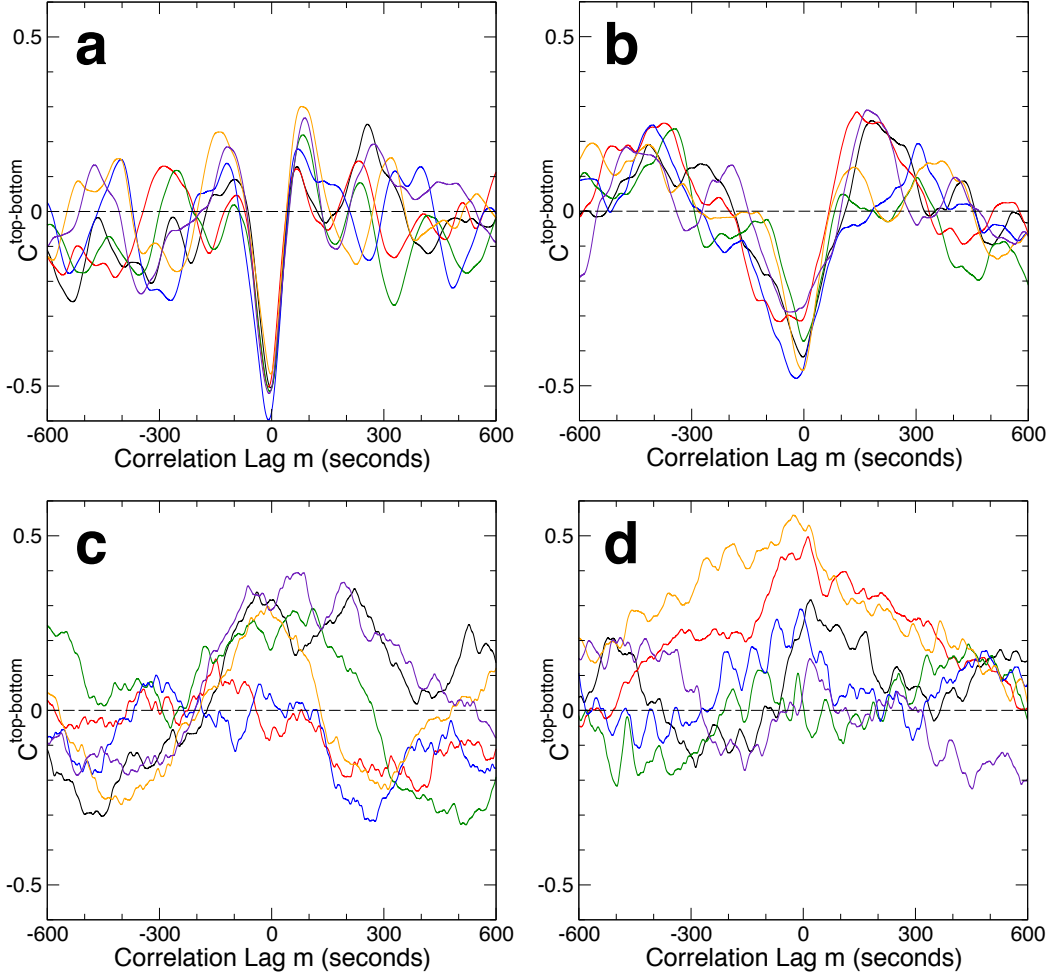 a
0.5
0
-0.5
C^top-bottom
-600 -300 0 300 600
Correlation Lag m (seconds)
b
0.5
0
-0.5
C^top-bottom
-600 -300 0 300 600
Correlation Lag m (seconds)
c
0.5
0
-0.5
C^top-bottom
-600 -300 0 300 600
Correlation Lag m (seconds)
d
0.5
0
-0.5
C^top-bottom
-600 -300 0 300 600
Correlation Lag m (seconds)